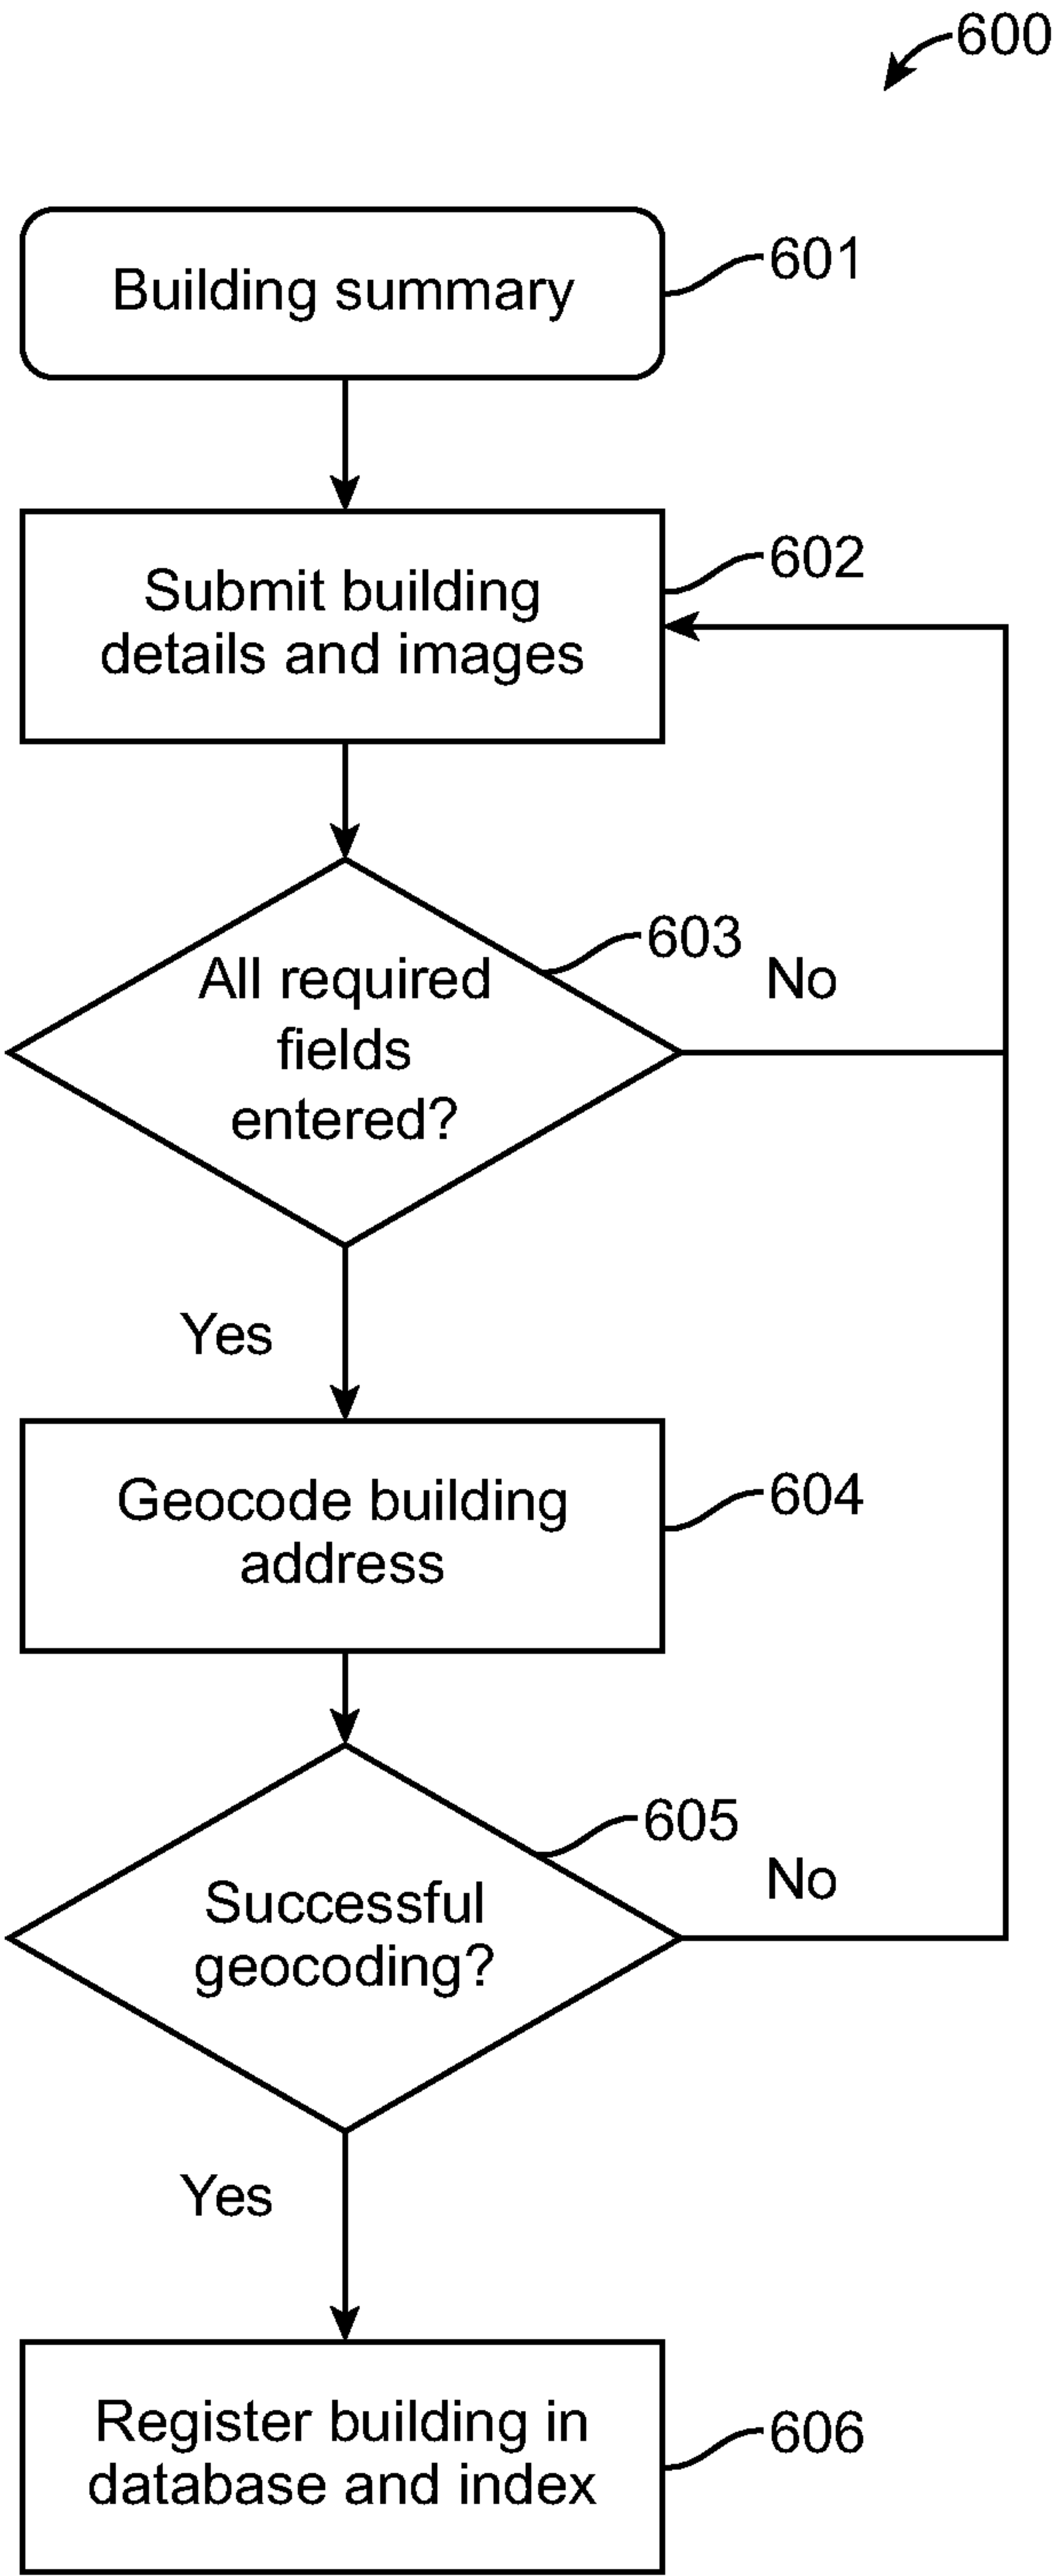 600
Building summary
601
Submit building
details and images
602
All required
fields
entered?
603
No
Yes
Geocode building
address
604
Successful
geocoding?
605
No
Yes
Register building in
database and index
606